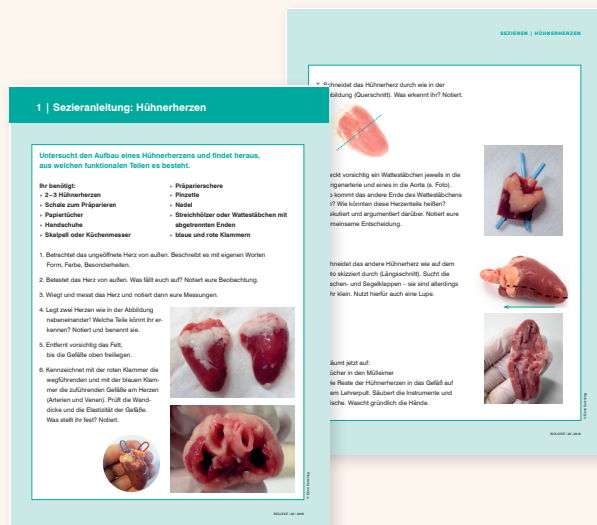 SEZIEREN | HÜHNERHERZEN
Schneidet das Hühnerherz durch wie in der
bildung (Querschnitt). Was erkennt ihr? Notiert.
eckt vorsichtig ein Wattestäbchen jeweils in die
ngenarterie und eines in die Aorta (s. Foto).
o kommt das andere Ende des Wattestäbchens
? Wie könnten diese Herzenteile heißen?
skutiert und argumentiert darüber. Notiert eure
meinsame Entscheidung.
hneidet das andere Hühnerherz wie auf dem
to skizziert durch (Längsschnitt). Sucht die
schen- und Segelklappen – sie sind allerdings
hr klein. Nutzt hierfür auch eine Lupe.
äumt jetzt auf:
ücher in den Mülleimer
ie Reste der Hühnerherzen in das Gefäß auf
em Lehrerpult. Säubert die Instrumente und
ische. Wascht gründlich die Hände.
1 | Sezieranleitung: Hühnerherzen
Untersucht den Aufbau eines Hühnerherzens und findet heraus,
aus welchen funktionalen Teilen es besteht.
Ihr benötigt:
2–3 Hühnerherzen
Schale zum Präparieren
Papiertücher
Handschuhe
Skalpell oder Küchenmesser
Präparierschere
Pinzette
Nadel
Streichhölzer oder Wattestäbchen mit
abgetrennten Enden
blaue und rote Klammern
1. Betrachtet das ungeöffnete Herz von außen. Beschreibt es mit eigenen Worten
Form, Farbe, Besonderheiten.
2. Betastet das Herz von außen. Was fällt euch auf? Notiert eure Beobachtung.
3. Wiegt und messt das Herz und notiert dann eure Messungen.
4. Legt zwei Herzen wie in der Abbildung
nebeneinander! Welche Teile könnt ihr er-
kennen? Notiert und benennt sie.
5. Entfernt vorsichtig das Fett,
bis die Gefäße oben freiliegen.
6. Kennzeichnet mit der roten Klammer die
wegführenden und mit der blauen Klam-
mer die zuführenden Gefäße am Herzen
(Arterien und Venen). Prüft die Wand-
dicke und die Elastizität der Gefäße.
Was stellt ihr fest? Notiert.